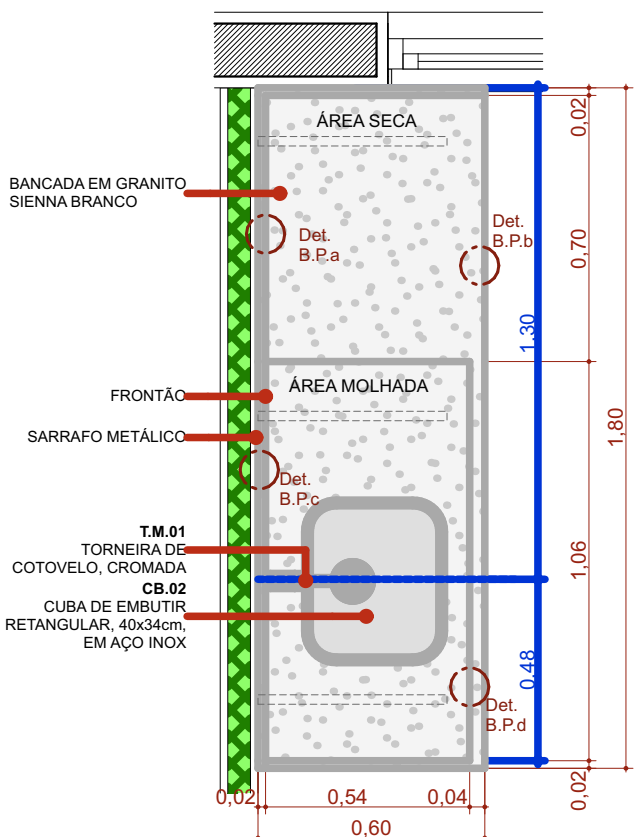 ÁREA SECA
0,02
BANCADA EM GRANITO
SIENNA BRANCO
Det.
B.P.a
Det.
B.P.b
0,70
1.30
ÁREA MOLHADA
FRONTÃO
1,80
SARRAFO METÁLICO
Det.
B.P.c
T.M.01
TORNEIRA DE
COTOVELO, CROMADA
1,06
CB.02
CUBA DE EMBUTIR
RETANGULAR, 40x34cm,
EM AÇO INOX
0.48
Det.
B.P.d
0,02
0,02
0,54
0,04
0,60